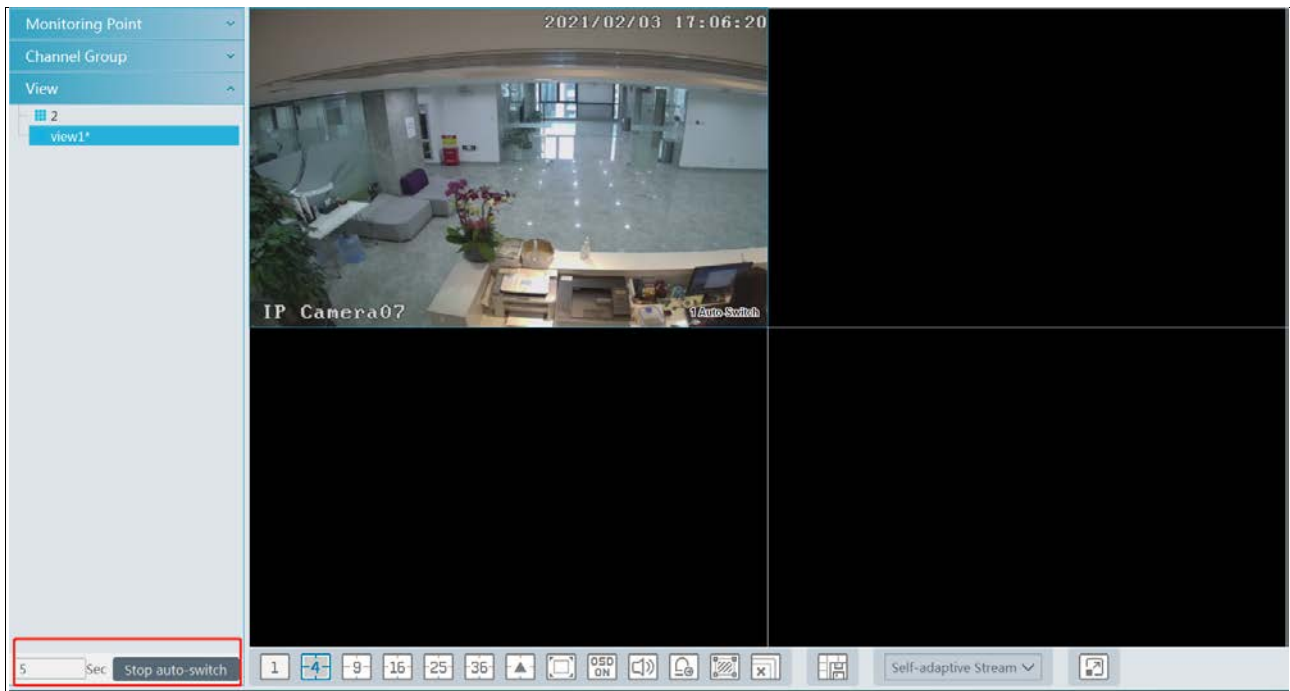 Monitoring Point
Channel Group
View
2
view1*
2021/02/03 17:06:20
IP Camera07
1 Auto-Switch
5 Sec Stop auto-switch
1 4 9 16 25 36 OSD ON Self-adaptive Stream